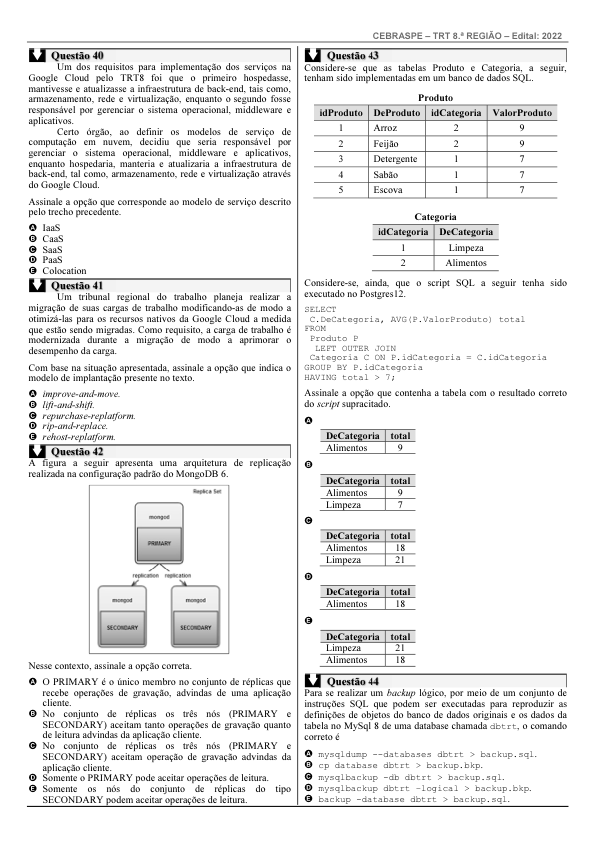 CEBRASPE – TRT 8.ª REGIÃO – Edital: 2022
Questão 40
Um dos requisitos para implementação dos serviços na
Google Cloud pelo TRT8 foi que o primeiro hospedasse,
mantivesse e atualizasse a infraestrutura de back-end, tais como,
armazenamento, rede e virtualização, enquanto o segundo fosse
responsável por gerenciar o sistema operacional, middleware e
aplicativos.
Certo órgão, ao definir os modelos de serviço de
computação em nuvem, decidiu que seria responsável por
gerenciar o sistema operacional, middleware e aplicativos,
enquanto hospedaria, manteria e atualizaria a infraestrutura de
back-end, tal como, armazenamento, rede e virtualização através
do Google Cloud.
Assinale a opção que corresponde ao modelo de serviço descrito
pelo trecho precedente.
A IaaS
B CaaS
C SaaS
D PaaS
E Colocation
Questão 41
Um tribunal regional do trabalho planeja realizar a
migração de suas cargas de trabalho modificando-as de modo a
otimizá-las para os recursos nativos da Google Cloud a medida
que estão sendo migradas. Como requisito, a carga de trabalho é
modernizada durante a migração de modo a aprimorar o
desempenho da carga.
Com base na situação apresentada, assinale a opção que indica o
modelo de implantação presente no texto.
A improve-and-move.
B lift-and-shift.
C repurchase-replatform.
D rip-and-replace.
E rehost-replatform.
Questão 42
A figura a seguir apresenta uma arquitetura de replicação
realizada na configuração padrão do MongoDB 6.
Replica Set
mongod
PRIMARY
replication replication
mongod mongod
SECONDARY SECONDARY
Nesse contexto, assinale a opção correta.
A O PRIMARY é o único membro no conjunto de réplicas que
recebe operações de gravação, advindas de uma aplicação
cliente.
B No conjunto de réplicas os três nós (PRIMARY e
SECONDARY) aceitam tanto operações de gravação quanto
de leitura advindas da aplicação cliente.
C No conjunto de réplicas os três nós (PRIMARY e
SECONDARY) aceitam operação de gravação advindas da
aplicação cliente.
D Somente o PRIMARY pode aceitar operações de leitura.
E Somente os nós do conjunto de réplicas do tipo
SECONDARY podem aceitar operações de leitura.
Questão 43
Considere-se que as tabelas Produto e Categoria, a seguir,
tenham sido implementadas em um banco de dados SQL.
Produto
idProduto DeProduto idCategoria ValorProduto
1 Arroz 2 9
2 Feijão 2 9
3 Detergente 1 7
4 Sabão 1 7
5 Escova 1 7
Categoria
idCategoria DeCategoria
1 Limpeza
2 Alimentos
Considere-se, ainda, que o script SQL a seguir tenha sido
executado no Postgres12.
SELECT
C.DeCategoria, AVG(P.ValorProduto) total
FROM
Produto P
LEFT OUTER JOIN
Categoria C ON P.idCategoria = C.idCategoria
GROUP BY P.idCategoria
HAVING total > 7;
Assinale a opção que contenha a tabela com o resultado correto
do script supracitado.
A
DeCategoria total
Alimentos 9
B
DeCategoria total
Alimentos 9
Limpeza 7
C
DeCategoria total
Alimentos 18
Limpeza 21
D
DeCategoria total
Alimentos 18
E
DeCategoria total
Limpeza 21
Alimentos 18
Questão 44
Para se realizar um backup lógico, por meio de um conjunto de
instruções SQL que podem ser executadas para reproduzir as
definições de objetos do banco de dados originais e os dados da
tabela no MySql 8 de uma database chamada dbtrt, o comando
correto é
A mysqldump --databases dbtrt > backup.sql.
B cp database dbtrt > backup.bkp.
C mysqlbackup -db dbtrt > backup.sql.
D mysqlbackup dbtrt -logical > backup.bkp.
E backup -database dbtrt > backup.sql.